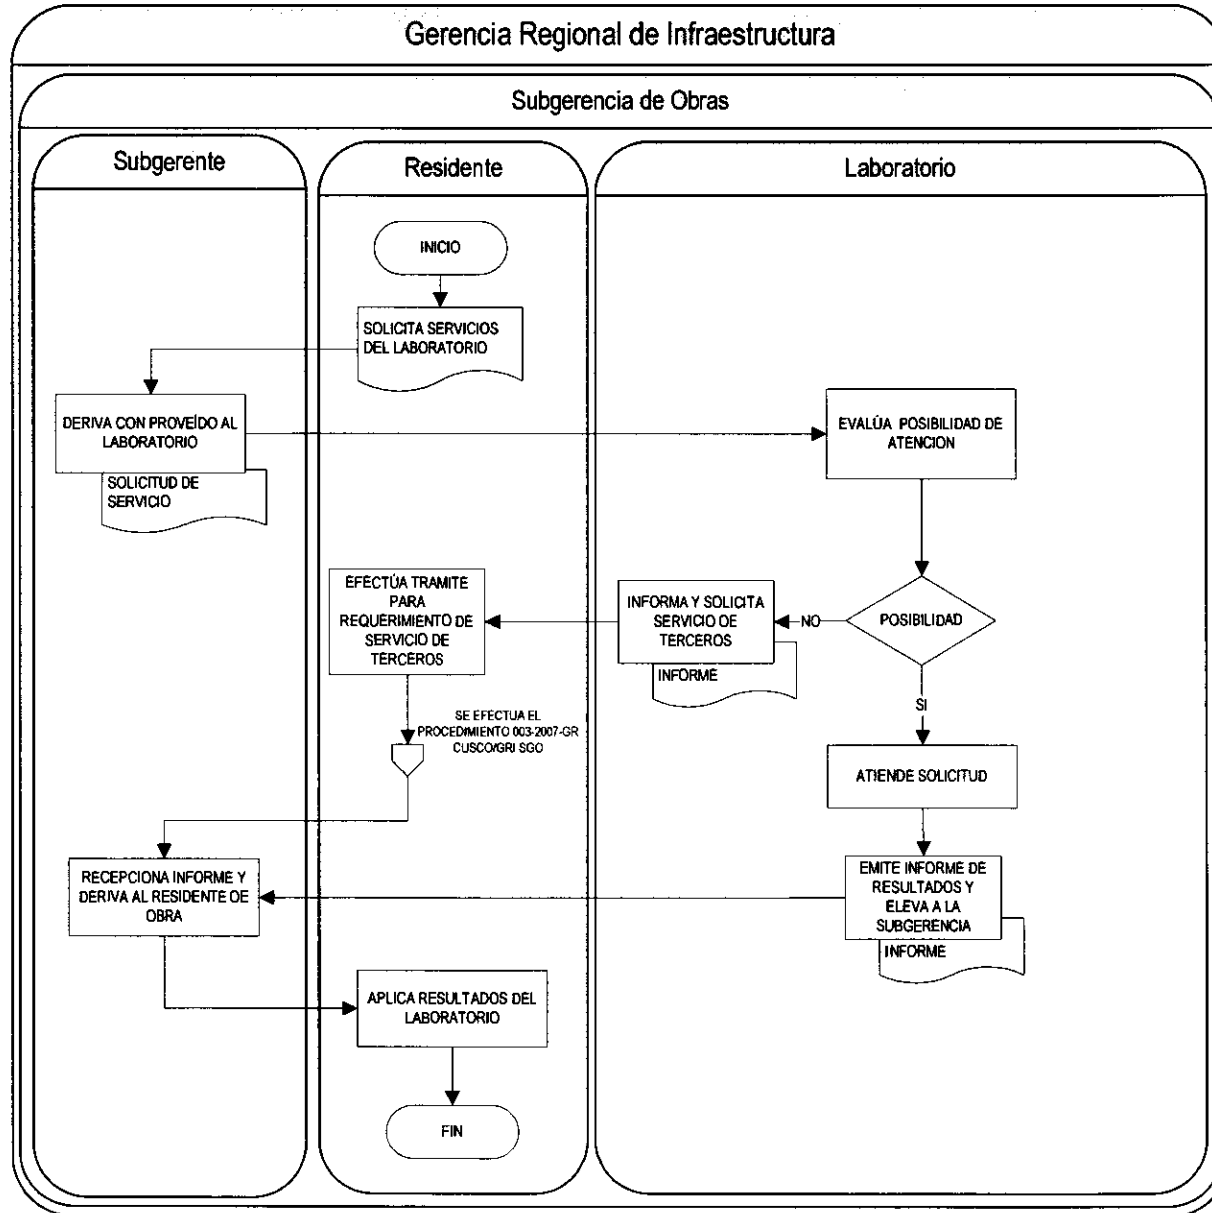 Gerencia Regional de Infraestructura
Subgerencia de Obras
Subgerente
Residente
Laboratorio
INICIO
SOLICITA SERVICIOS
DEL LABORATORIO
DERIVA CON PROVEÍDO AL
LABORATORIO
SOLICITUD DE
SERVICIO
EVALÚA POSIBILIDAD DE
ATENCION
POSIBILIDAD
NO
INFORMA Y SOLICITA
SERVICIO DE
TERCEROS
INFORME
EFECTÚA TRAMITE
PARA
REQUERIMIENTO DE
SERVICIO DE
TERCEROS
SE EFECTUA EL
PROCEDIMIENTO 003-2007-GR
CUSCO/GRI SGO
SI
ATIENDE SOLICITUD
EMITE INFORME DE
RESULTADOS Y
ELEVA A LA
SUBGERENCIA
INFORME
RECEPCIONA INFORME Y
DERIVA AL RESIDENTE DE
OBRA
APLICA RESULTADOS DEL
LABORATORIO
FIN